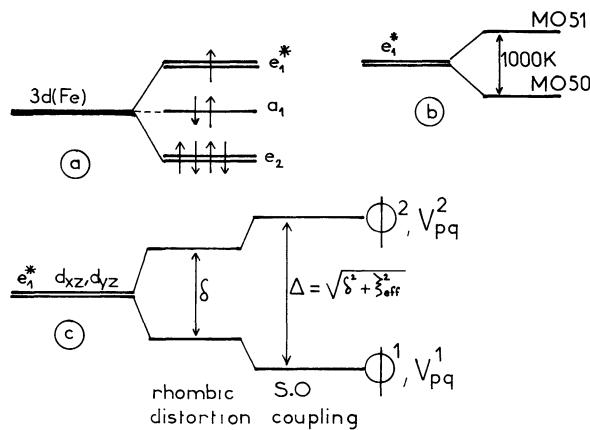 3d(Fe)
e₁*
a₁
e₂
a
e₁*
MO51
1000K
MO50
b
e₁* dxz, dyz
δ
Δ = √δ² + ξ²eff
Φ², V²pq
Φ¹, V¹pq
c
rhombic distortion
S.O coupling